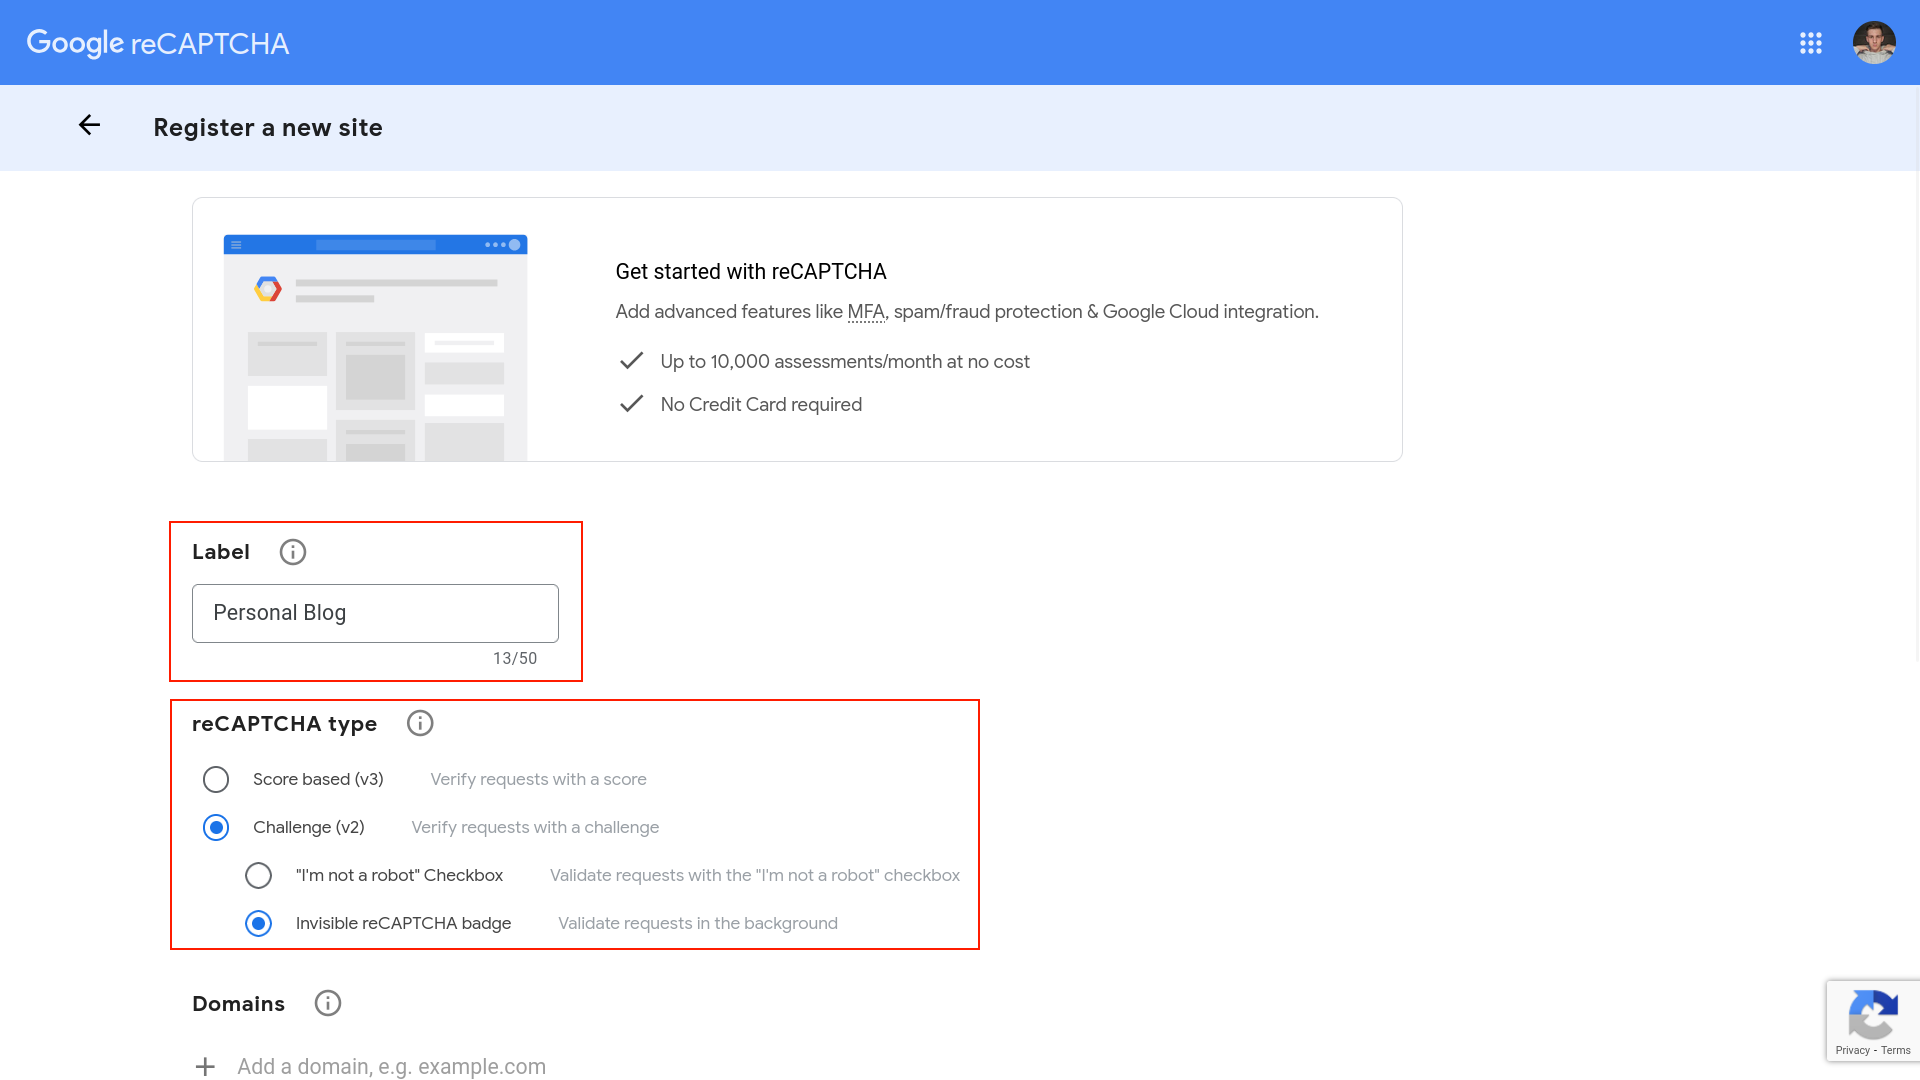 Google reCAPTCHA
Register a new site
Get started with reCAPTCHA
Add advanced features like MFA, spam/fraud protection & Google Cloud integration.
Up to 10,000 assessments/month at no cost
No Credit Card required
Label
Personal Blog
13/50
reCAPTCHA type
Score based (v3) Verify requests with a score
Challenge (v2) Verify requests with a challenge
"I'm not a robot" Checkbox Validate requests with the "I'm not a robot" checkbox
Invisible reCAPTCHA badge Validate requests in the background
Domains
Add a domain, e.g. example.com
Privacy - Terms